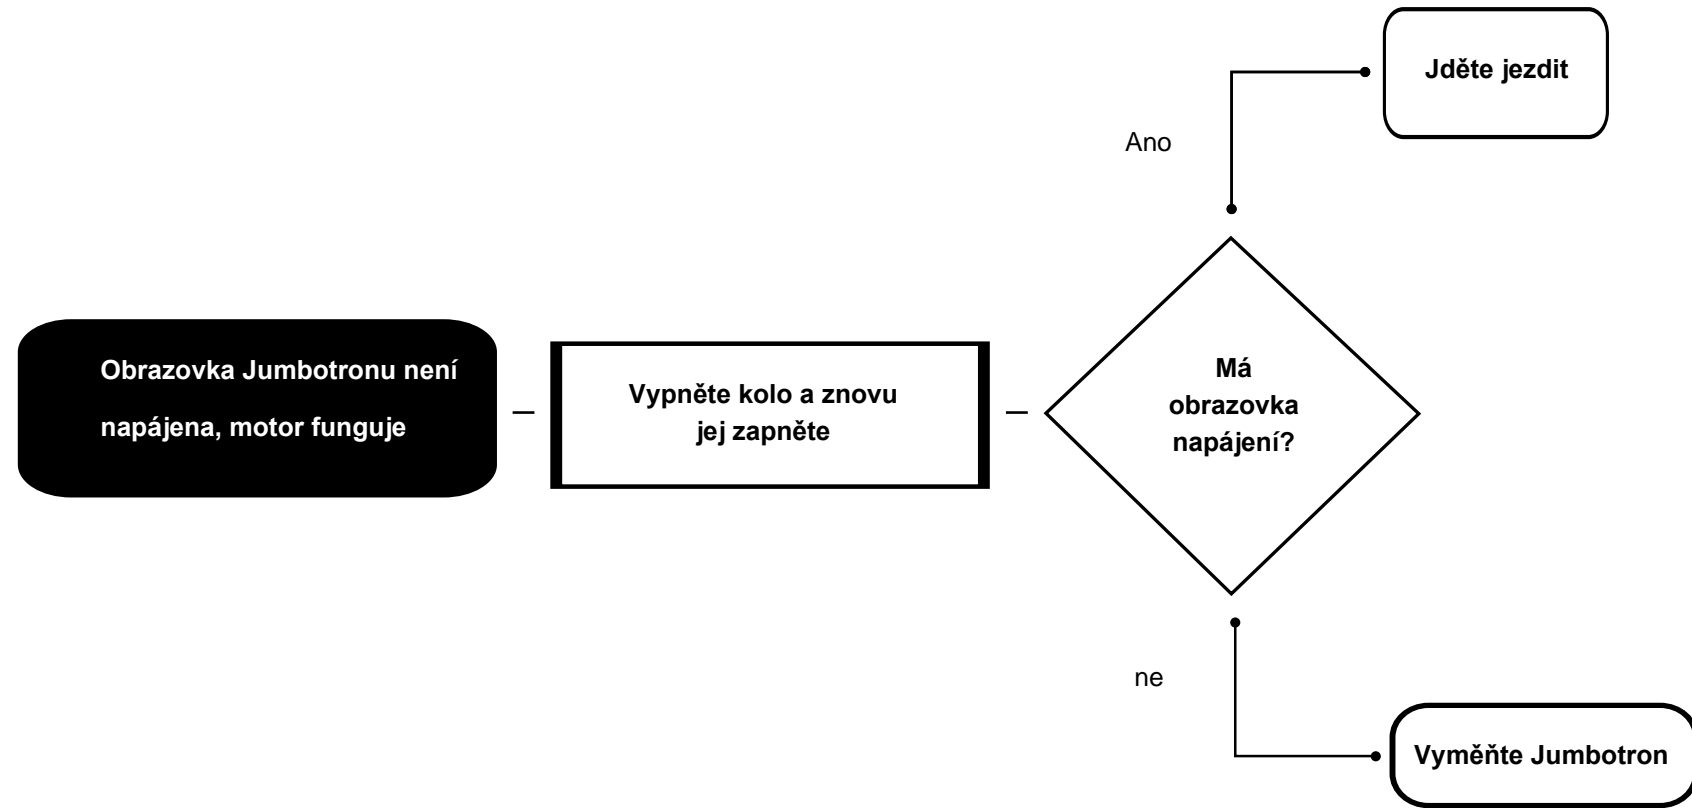 Jděte jezdit
Ano
Obrazovka Jumbotronu není
napájena, motor funguje
Vypněte kolo a znovu
jej zapněte
Má
obrazovka
napájení?
ne
Vyměňte Jumbotron